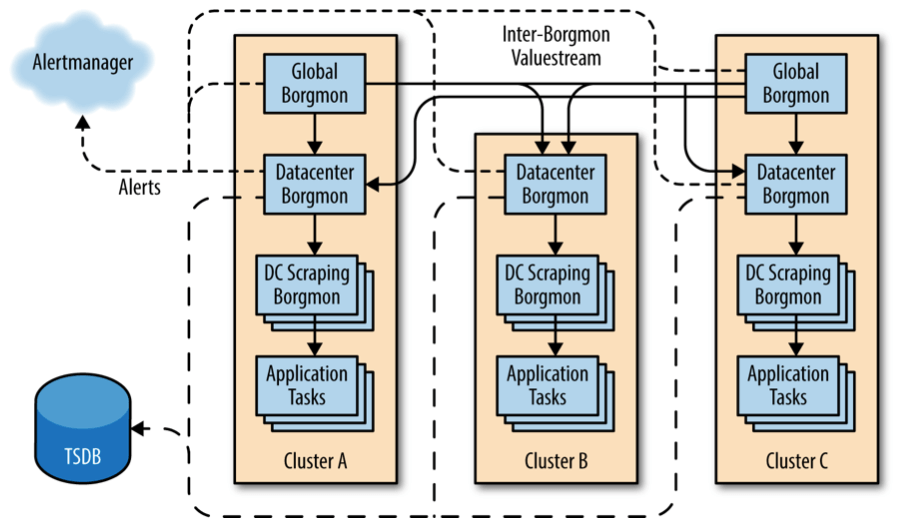 Alertmanager
Alerts
TSDB
Inter-Borgmon
Valuestream
Global
Borgmon
Datacenter
Borgmon
DC Scraping
Borgmon
Application
Tasks
Cluster A
Datacenter
Borgmon
DC Scraping
Borgmon
Application
Tasks
Cluster B
Global
Borgmon
Datacenter
Borgmon
DC Scraping
Borgmon
Application
Tasks
Cluster C